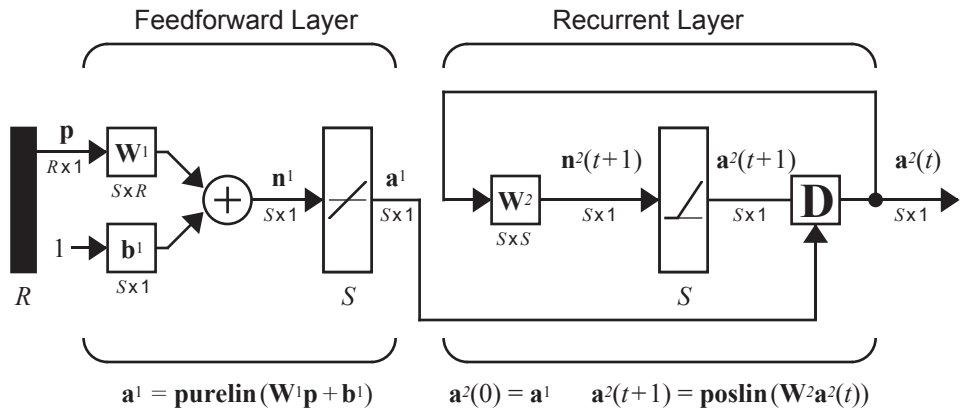 Feedforward Layer
Recurrent Layer
p
R x 1
W¹
S x R
1
b¹
S x 1
R
n¹
S x 1
S
a¹
S x 1
W²
S x S
n²(t+1)
S x 1
S
a²(t+1)
S x 1
D
a²(t)
S x 1
a¹ = purelin(W¹p + b¹)
a²(0) = a¹
a²(t+1) = poslin(W²a²(t))